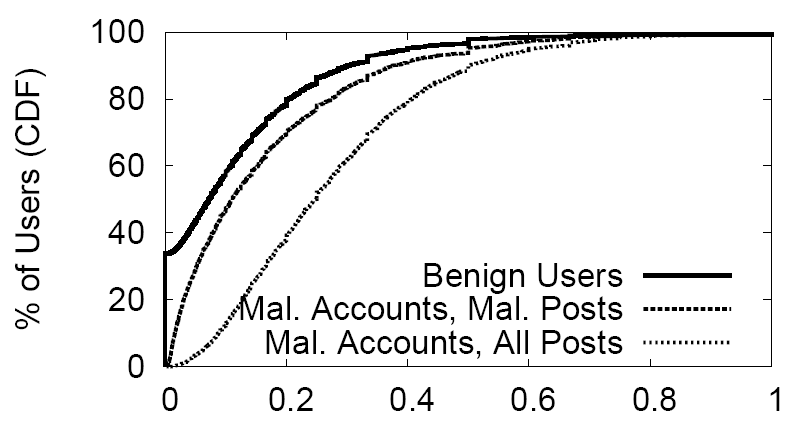 % of Users (CDF)
100
80
60
40
20
0
Benign Users
Mal. Accounts, Mal. Posts
Mal. Accounts, All Posts
0 0.2 0.4 0.6 0.8 1